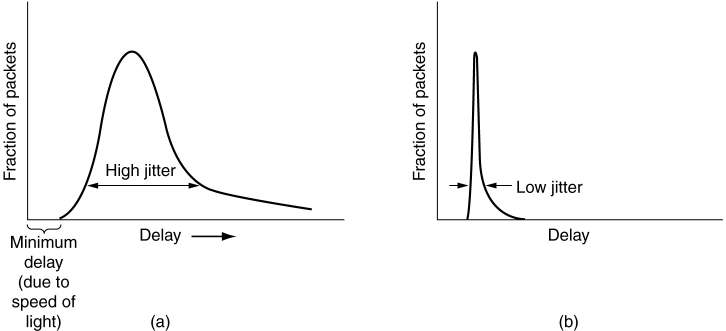 Fraction of packets
High jitter
Minimum
delay
(due to
speed of
light)
Delay
(a)
Fraction of packets
Low jitter
Delay
(b)